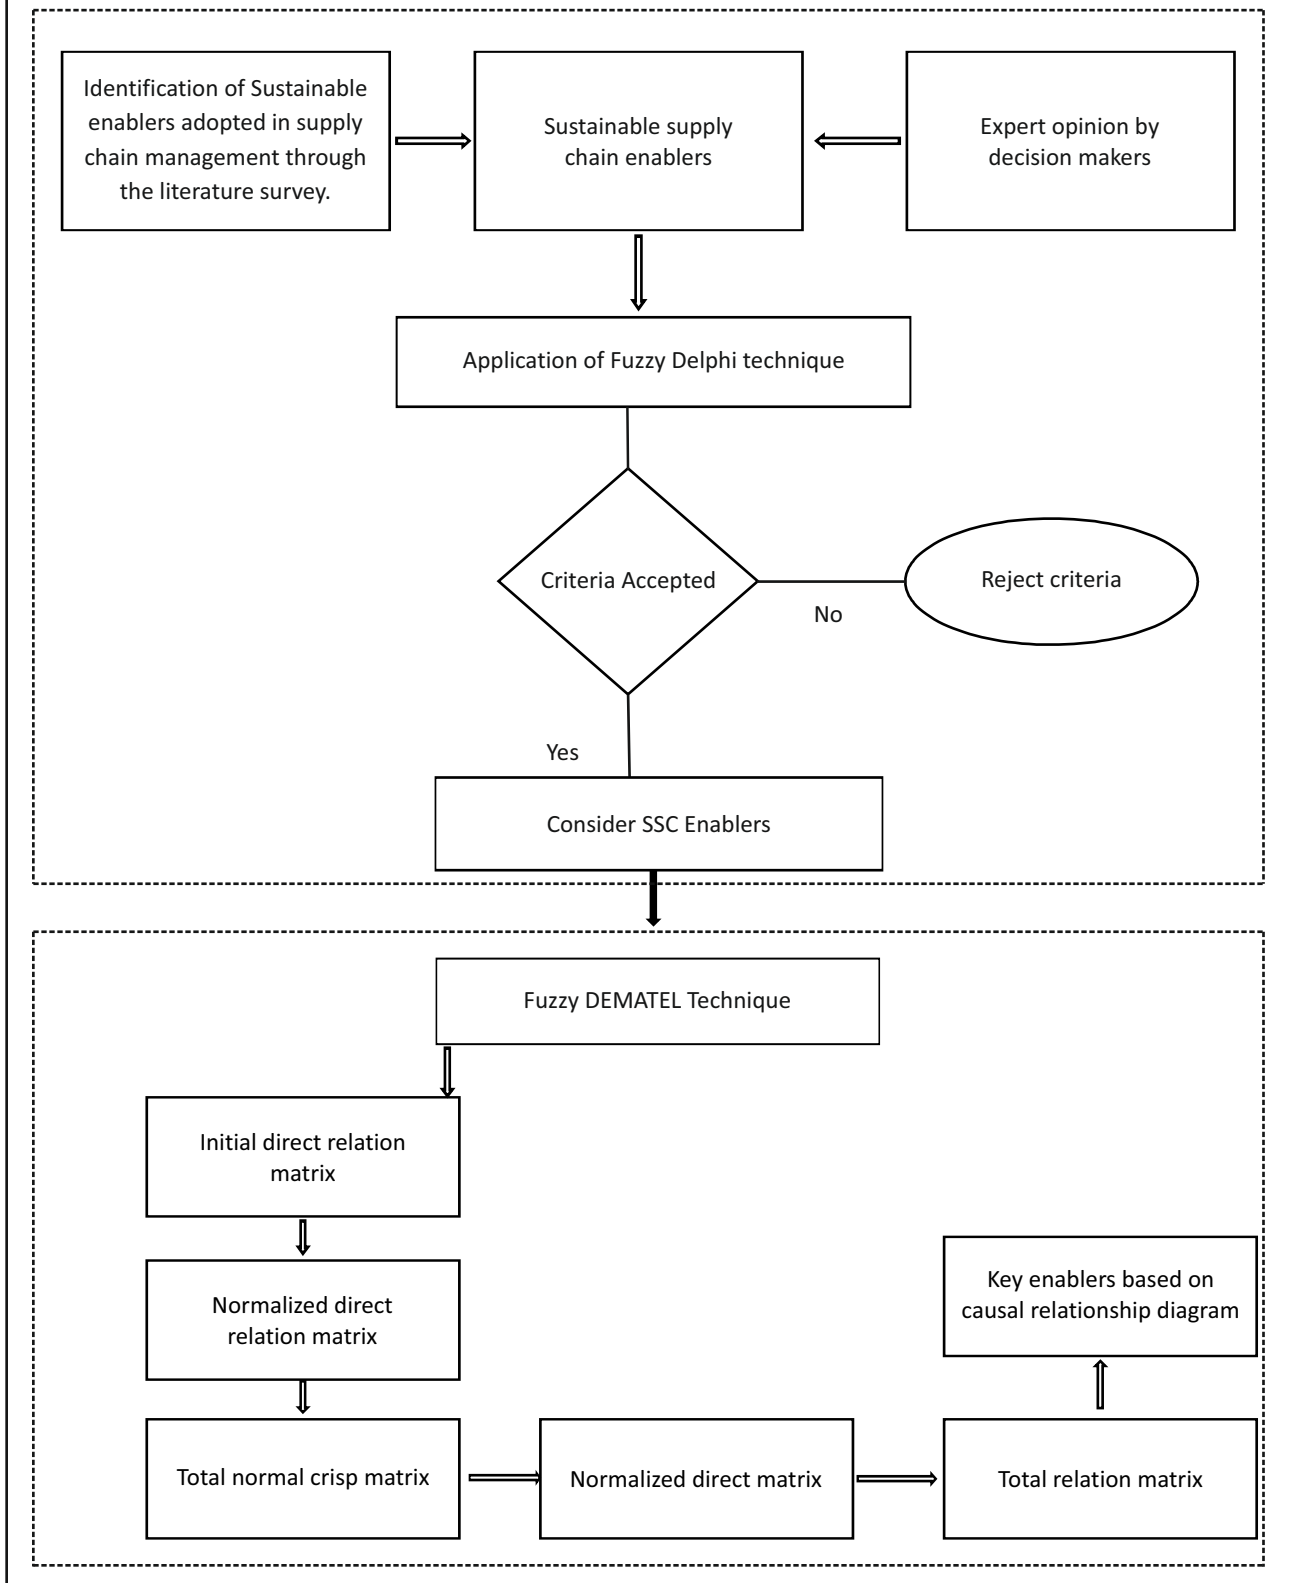 Identification of Sustainable
enablers adopted in supply
chain management through
the literature survey.
Sustainable supply
chain enablers
Expert opinion by
decision makers
Application of Fuzzy Delphi technique
Criteria Accepted
No
Reject criteria
Yes
Consider SSC Enablers
Fuzzy DEMATEL Technique
Initial direct relation
matrix
Normalized direct
relation matrix
Key enablers based on
causal relationship diagram
Total normal crisp matrix
Normalized direct matrix
Total relation matrix